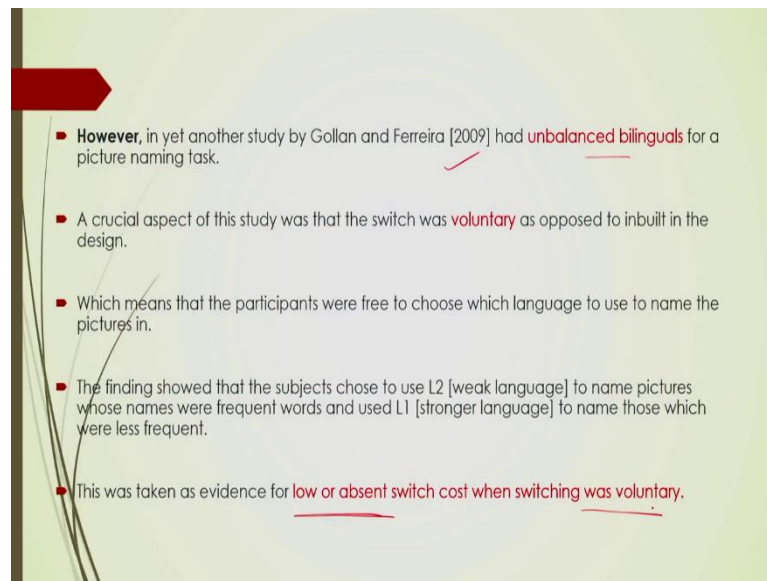 However, in yet another study by Gollan and Ferreira [2009] had unbalanced bilinguals for a
picture naming task.
A crucial aspect of this study was that the switch was voluntary as opposed to inbuilt in the
design.
Which means that the participants were free to choose which language to use to name the
pictures in.
The finding showed that the subjects chose to use L2 [weak language] to name pictures
whose names were frequent words and used L1 [stronger language] to name those which
were less frequent.
This was taken as evidence for low or absent switch cost when switching was voluntary.